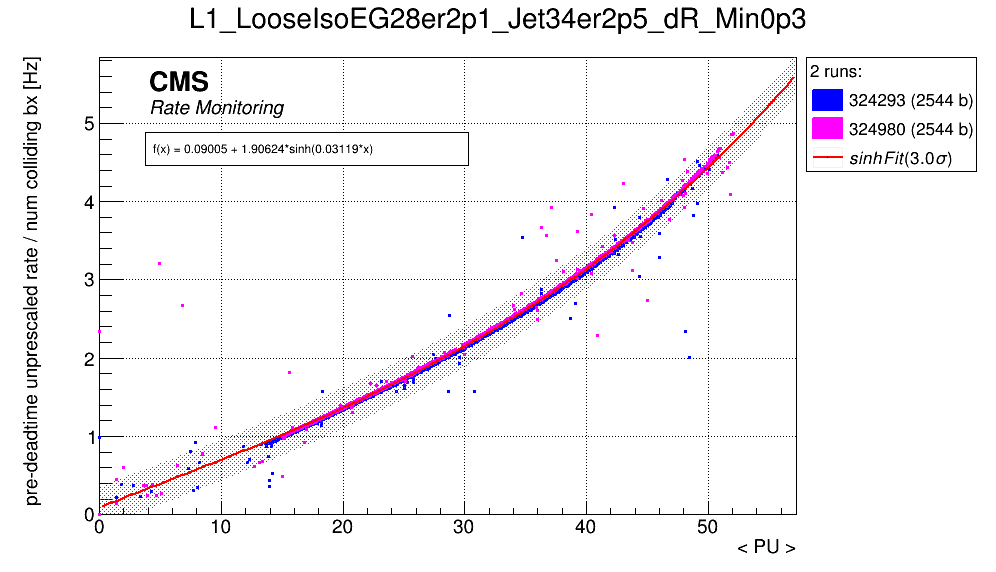 L1_LooseIsoEG28er2p1_Jet34er2p5_dR_Min0p3
pre-deadtime unprescaled rate / num colliding bx [Hz]
CMS
Rate Monitoring
f(x) = 0.09005 + 1.90624*sinh(0.03119*x)
2 runs:
324293 (2544 b)
324980 (2544 b)
sinhFit(3.0σ)
5
4
3
2
1
0
0 10 20 30 40 50
< PU >